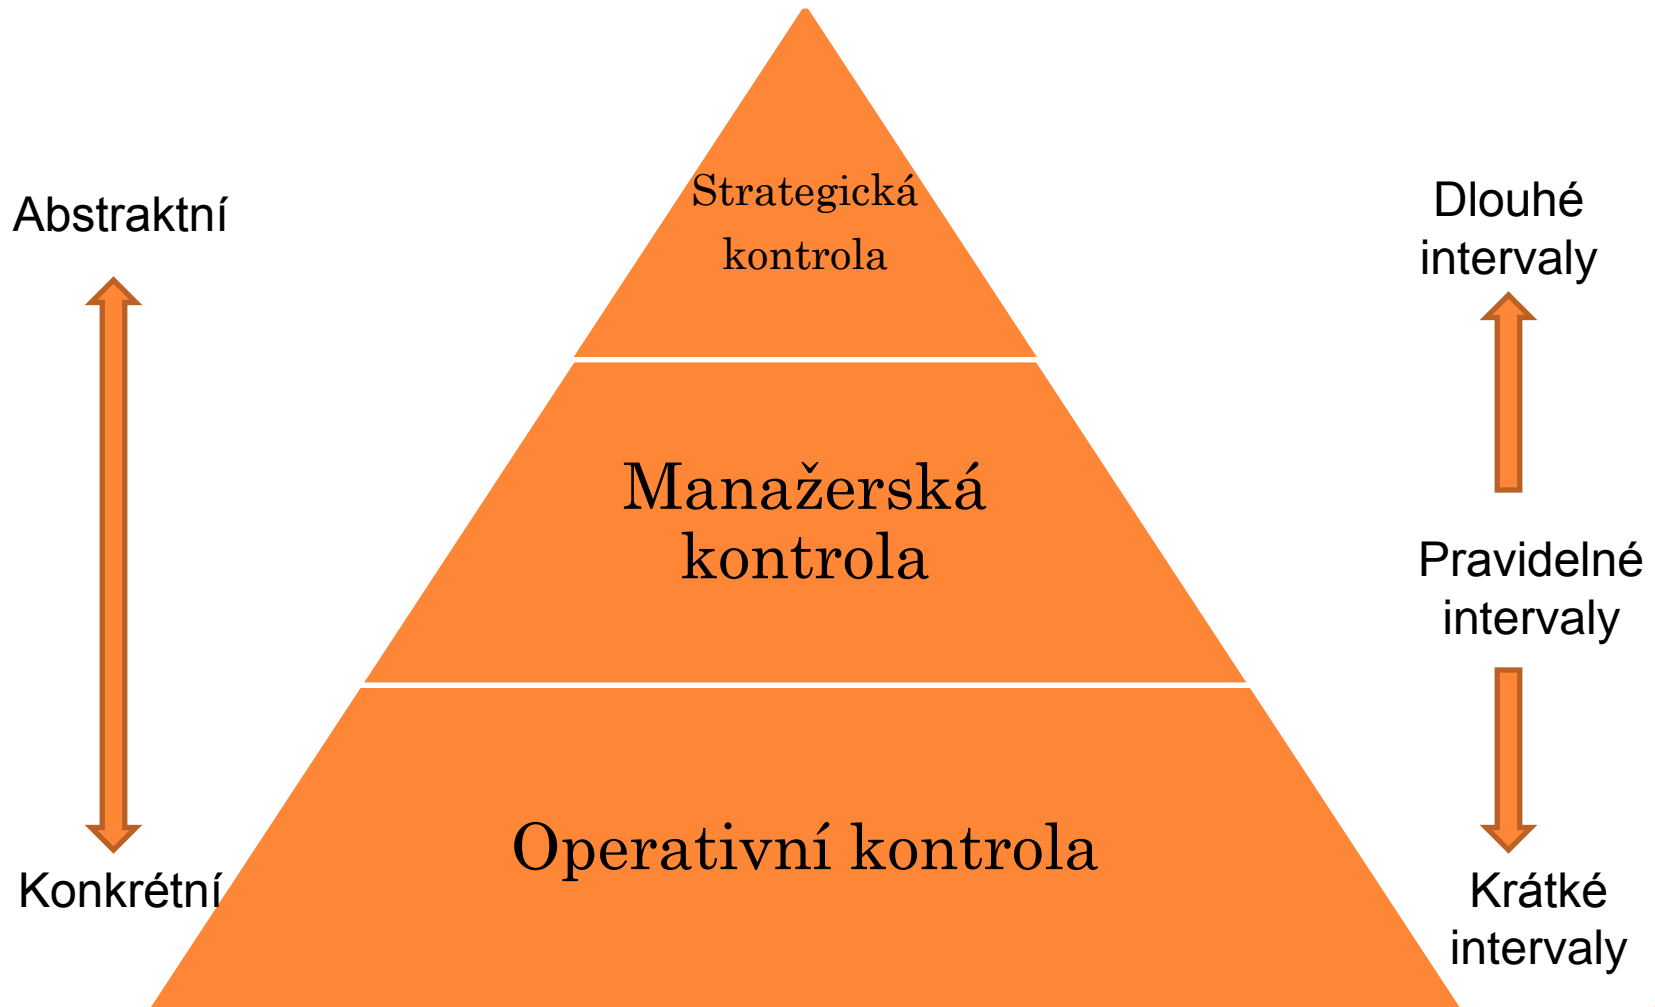 Strategická
kontrola
Abstraktní
Dlouhé
intervaly
Manažerská
kontrola
Pravidelné
intervaly
Operativní kontrola
Konkrétní
Krátké
intervaly